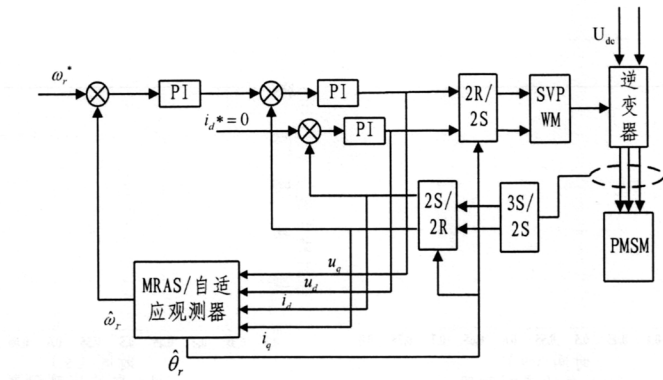 U_dc
ω_r*
PI
PI
2R/
2S
SVP
WM
逆
变
器
i_d*=0
PI
2S/
2R
3S/
2S
PMSM
MRAS/自适
应观测器
u_q
u_d
i_d
i_q
ω̂_r
θ̂_r